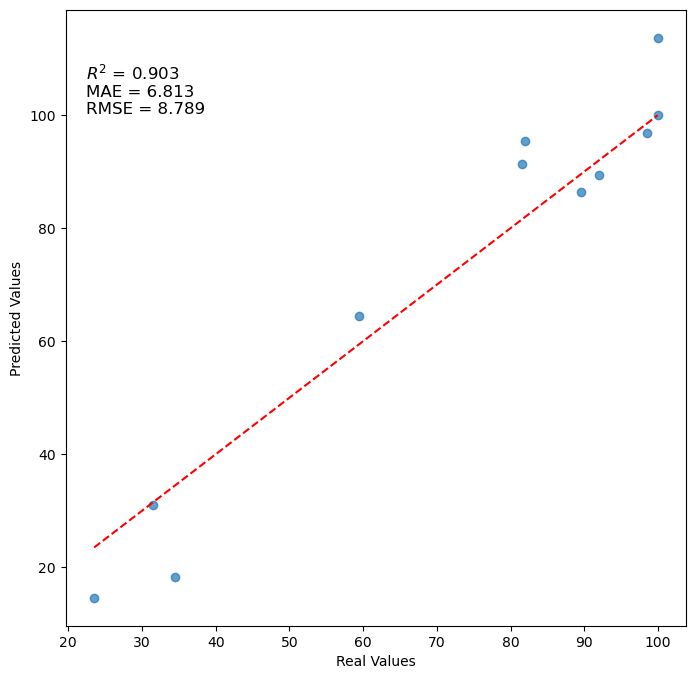 R² = 0.903
MAE = 6.813
RMSE = 8.789
Predicted Values
100
80
60
40
20
20 30 40 50 60 70 80 90 100
Real Values